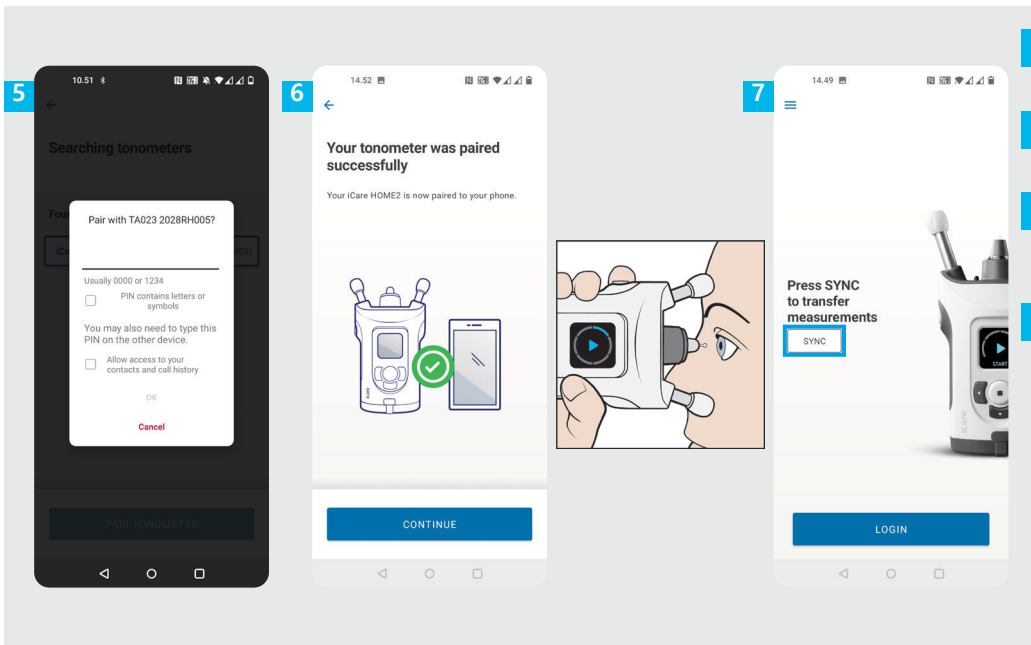 5
10.51
Searching tonometers
Pair with TA023 2028RH005?
Usually 0000 or 1234
PIN contains letters or
symbols
You may also need to type this
PIN on the other device.
Allow access to your
contacts and call history
OK
Cancel
PAIR TONOMETER
6
14.52
Your tonometer was paired
successfully
Your iCare HOME2 is now paired to your phone.
icare
CONTINUE
7
14.49
Press SYNC
to transfer
measurements
SYNC
START
icare
LOGIN